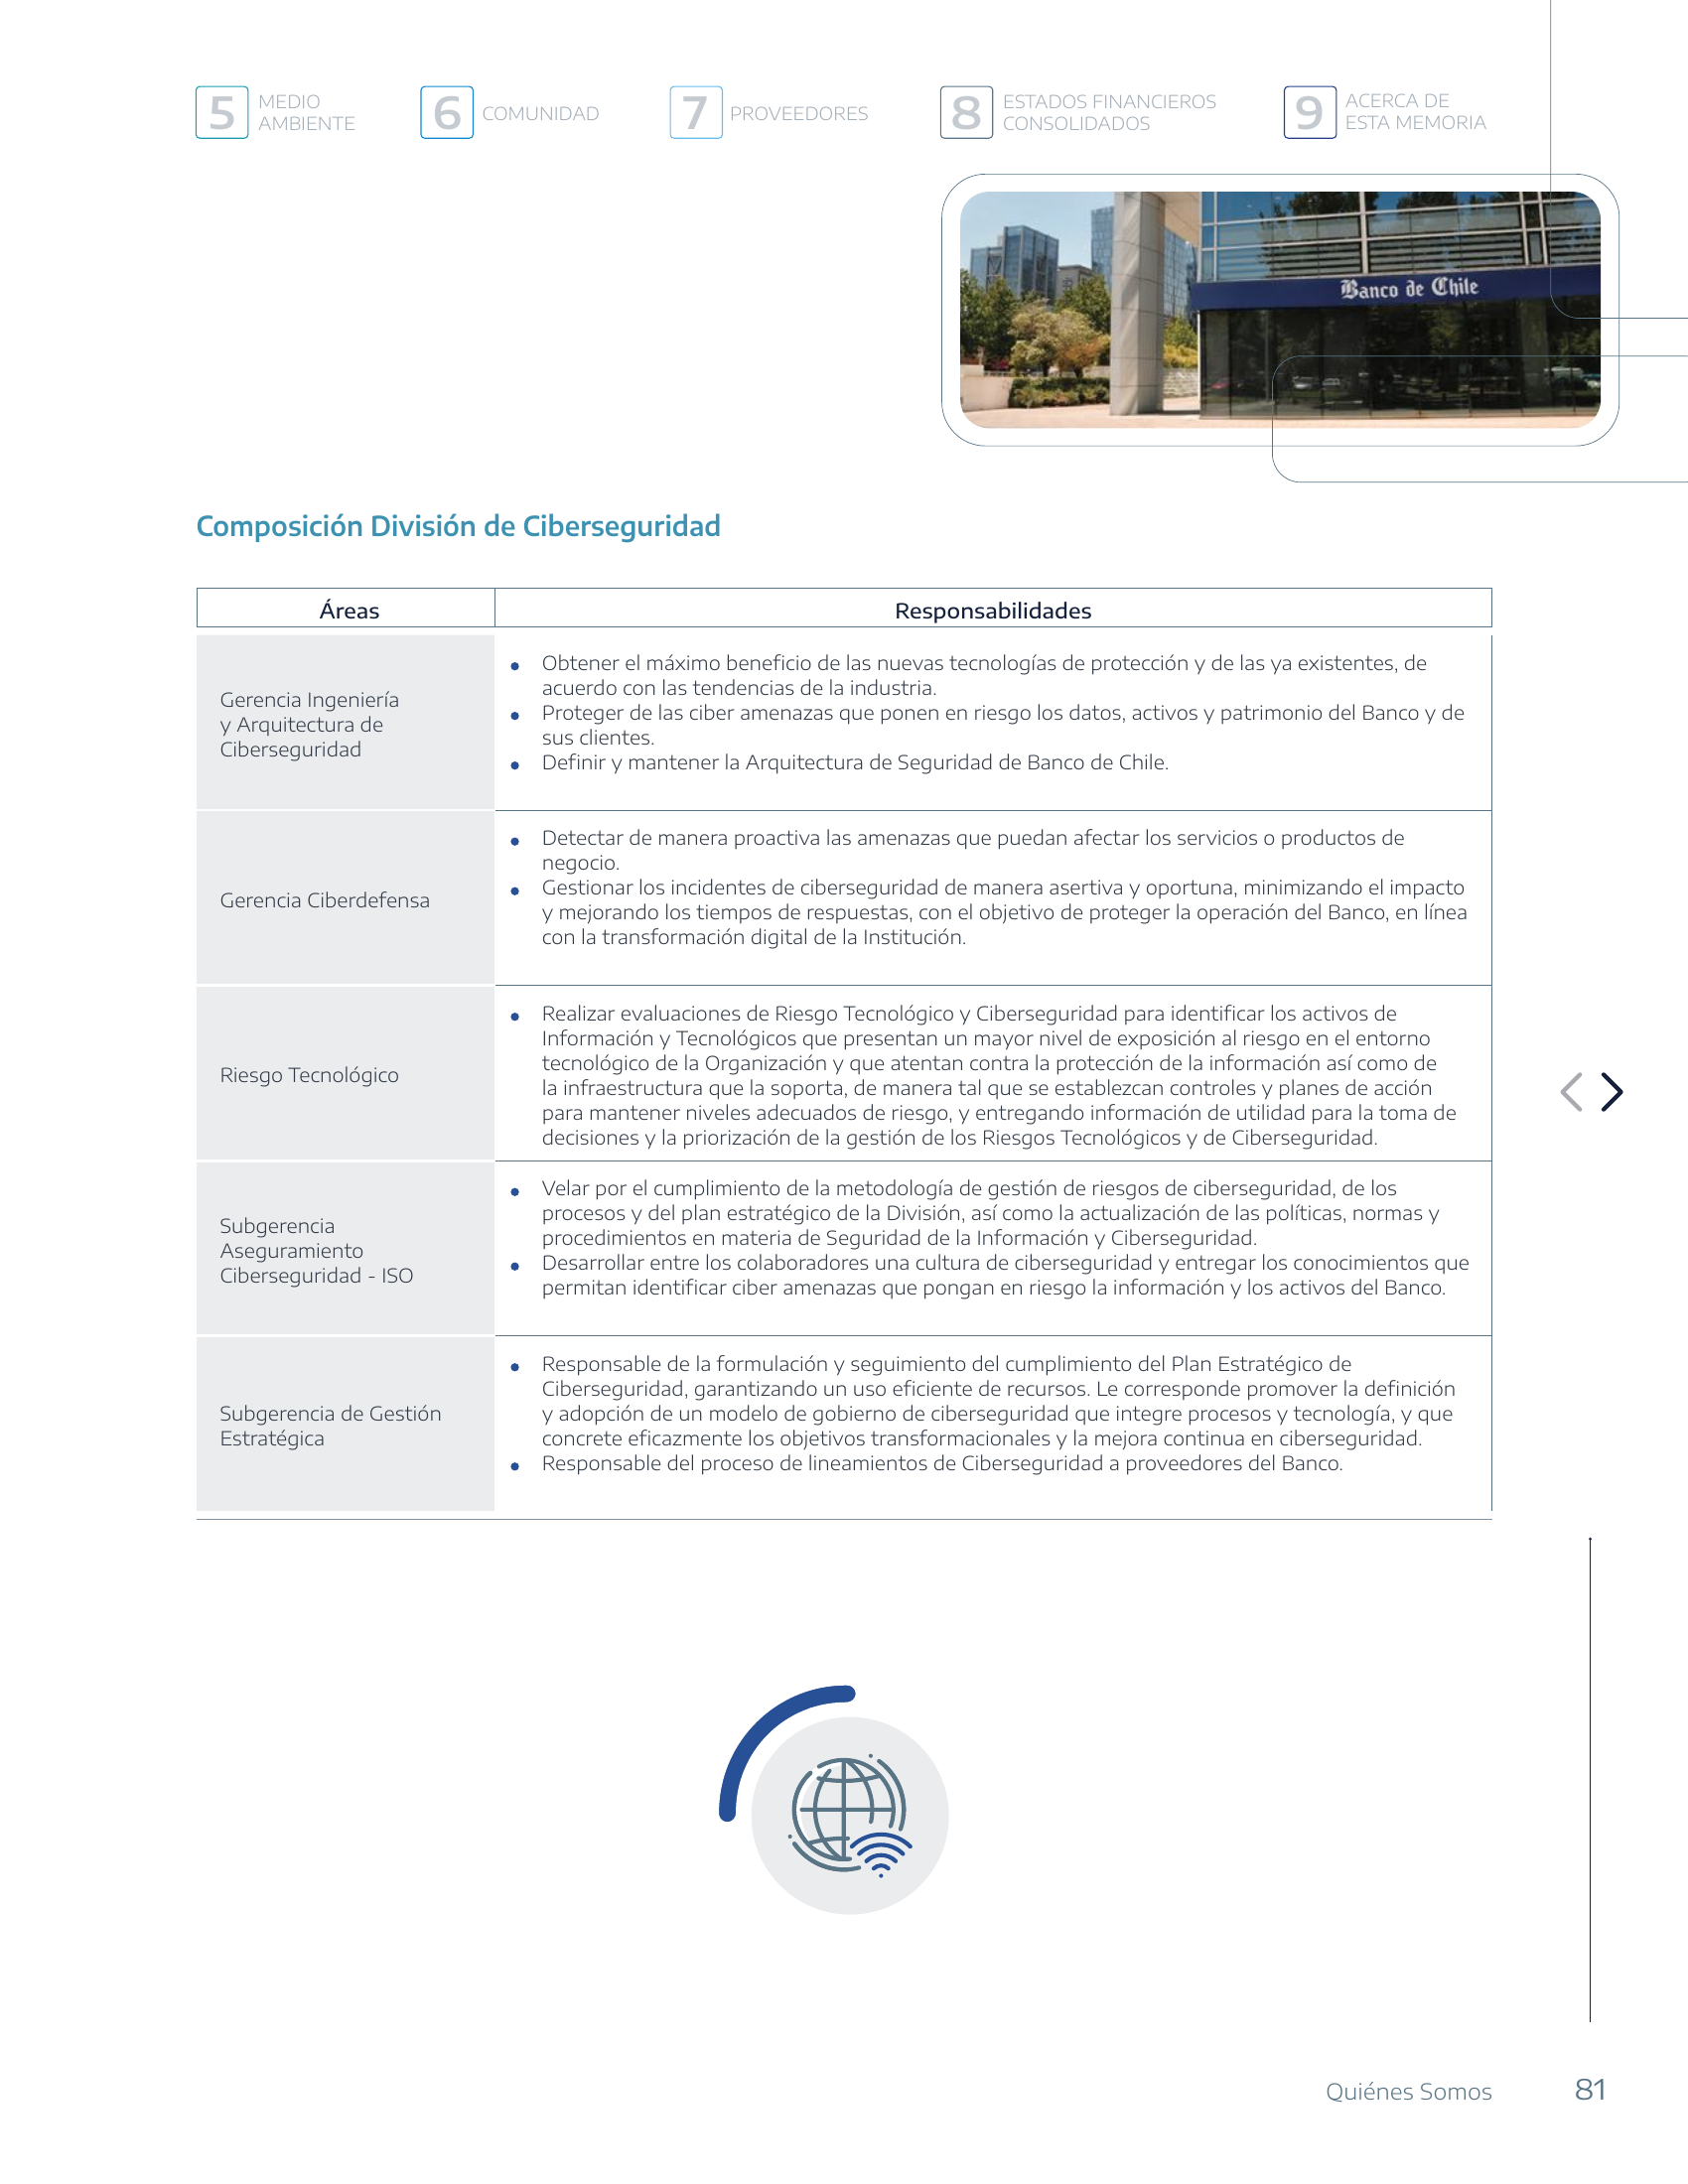 5 MEDIO
AMBIENTE
6 COMUNIDAD
7 PROVEEDORES
8 ESTADOS FINANCIEROS
CONSOLIDADOS
9 ACERCA DE
ESTA MEMORIA
Banco de Chile
Composición División de Ciberseguridad
Áreas
Responsabilidades
Gerencia Ingeniería
y Arquitectura de
Ciberseguridad
• Obtener el máximo beneficio de las nuevas tecnologías de protección y de las ya existentes, de
acuerdo con las tendencias de la industria.
• Proteger de las ciber amenazas que ponen en riesgo los datos, activos y patrimonio del Banco y de
sus clientes.
• Definir y mantener la Arquitectura de Seguridad de Banco de Chile.
Gerencia Ciberdefensa
• Detectar de manera proactiva las amenazas que puedan afectar los servicios o productos de
negocio.
• Gestionar los incidentes de ciberseguridad de manera asertiva y oportuna, minimizando el impacto
y mejorando los tiempos de respuestas, con el objetivo de proteger la operación del Banco, en línea
con la transformación digital de la Institución.
Riesgo Tecnológico
• Realizar evaluaciones de Riesgo Tecnológico y Ciberseguridad para identificar los activos de
Información y Tecnológicos que presentan un mayor nivel de exposición al riesgo en el entorno
tecnológico de la Organización y que atentan contra la protección de la información así como de
la infraestructura que la soporta, de manera tal que se establezcan controles y planes de acción
para mantener niveles adecuados de riesgo, y entregando información de utilidad para la toma de
decisiones y la priorización de la gestión de los Riesgos Tecnológicos y de Ciberseguridad.
Subgerencia
Aseguramiento
Ciberseguridad - ISO
• Velar por el cumplimiento de la metodología de gestión de riesgos de ciberseguridad, de los
procesos y del plan estratégico de la División, así como la actualización de las políticas, normas y
procedimientos en materia de Seguridad de la Información y Ciberseguridad.
• Desarrollar entre los colaboradores una cultura de ciberseguridad y entregar los conocimientos que
permitan identificar ciber amenazas que pongan en riesgo la información y los activos del Banco.
Subgerencia de Gestión
Estratégica
• Responsable de la formulación y seguimiento del cumplimiento del Plan Estratégico de
Ciberseguridad, garantizando un uso eficiente de recursos. Le corresponde promover la definición
y adopción de un modelo de gobierno de ciberseguridad que integre procesos y tecnología, y que
concrete eficazmente los objetivos transformacionales y la mejora continua en ciberseguridad.
• Responsable del proceso de lineamientos de Ciberseguridad a proveedores del Banco.
Quiénes Somos
81